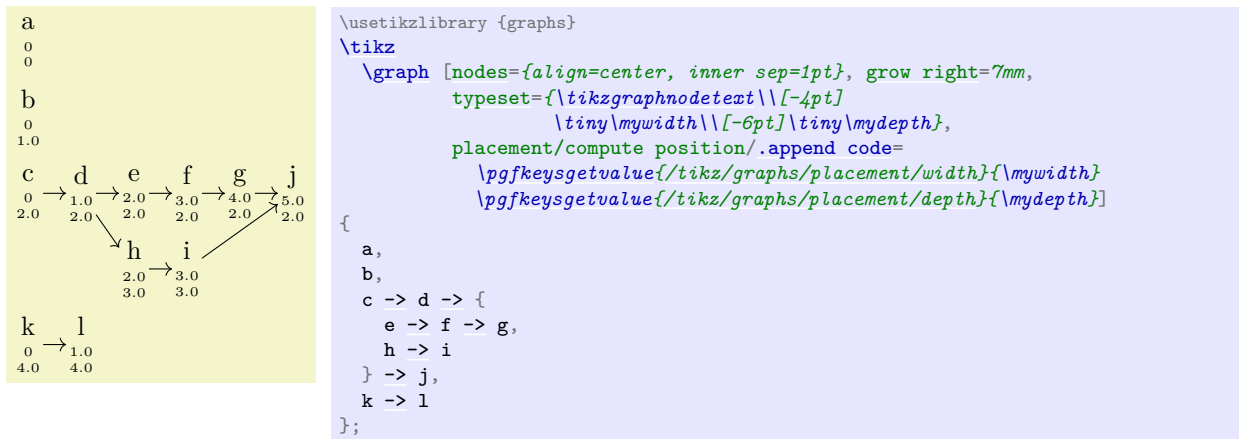 a
0
0
b
0
1.0
c d e f g j
0 1.0 2.0 3.0 4.0 5.0
2.0 2.0 2.0 2.0 2.0 2.0
h i
2.0 3.0
3.0 3.0
k l
0 1.0
4.0 4.0
\usetikzlibrary {graphs}
\tikz
\graph [nodes={align=center, inner sep=1pt}, grow right=7mm,
typeset={\tikzgraphnodetext\\[-4pt]
\tiny\mywidth\\[-6pt]\tiny\mydepth},
placement/compute position/.append code=
\pgfkeysgetvalue{/tikz/graphs/placement/width}{\mywidth}
\pgfkeysgetvalue{/tikz/graphs/placement/depth}{\mydepth}]
{
a,
b,
c -> d -> {
e -> f -> g,
h -> i
} -> j,
k -> l
};